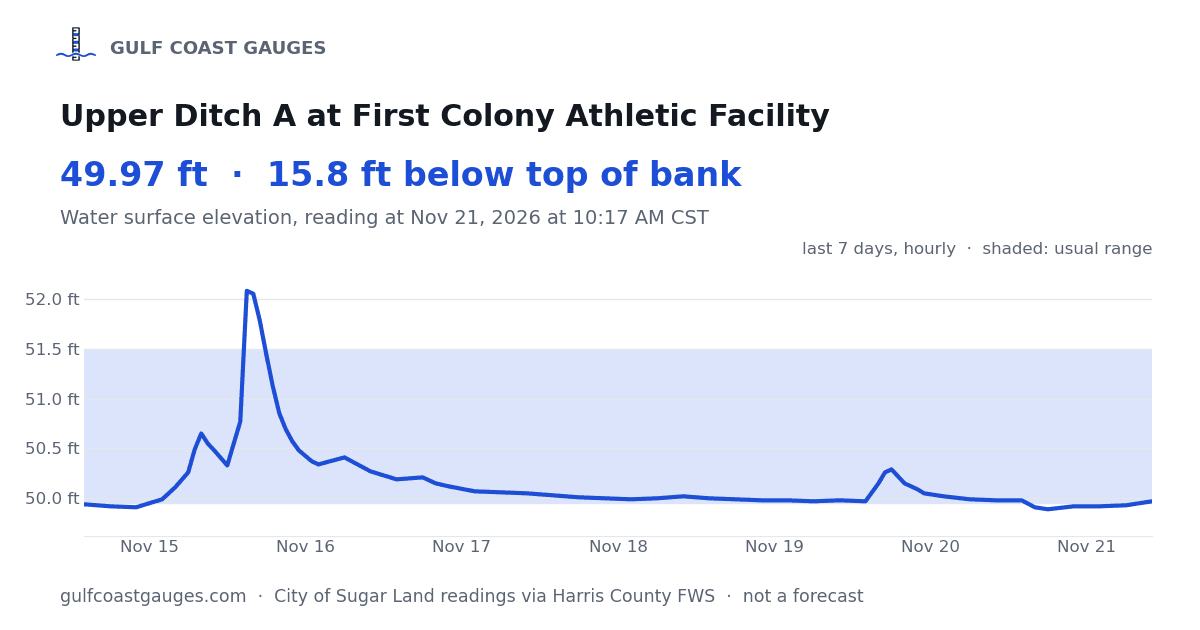 GULF COAST GAUGES
Upper Ditch A at First Colony Athletic Facility
49.97 ft · 15.8 ft below top of bank
Water surface elevation, reading at Nov 21, 2026 at 10:17 AM CST
last 7 days, hourly · shaded: usual range
52.0 ft
51.5 ft
51.0 ft
50.5 ft
50.0 ft
Nov 15 Nov 16 Nov 17 Nov 18 Nov 19 Nov 20 Nov 21
gulfcoastgauges.com · City of Sugar Land readings via Harris County FWS · not a forecast